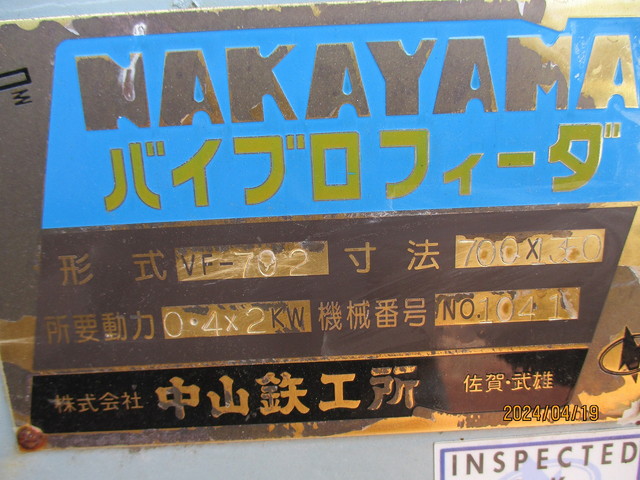 NAKAYAMA
バイブロフィーダ
形式 VF-702 寸法
所要動力 0.4×2KW 機械番号 NO.1041
株式会社 中山鉄工所 佐賀・武雄
2024/04/19
INSPECTED